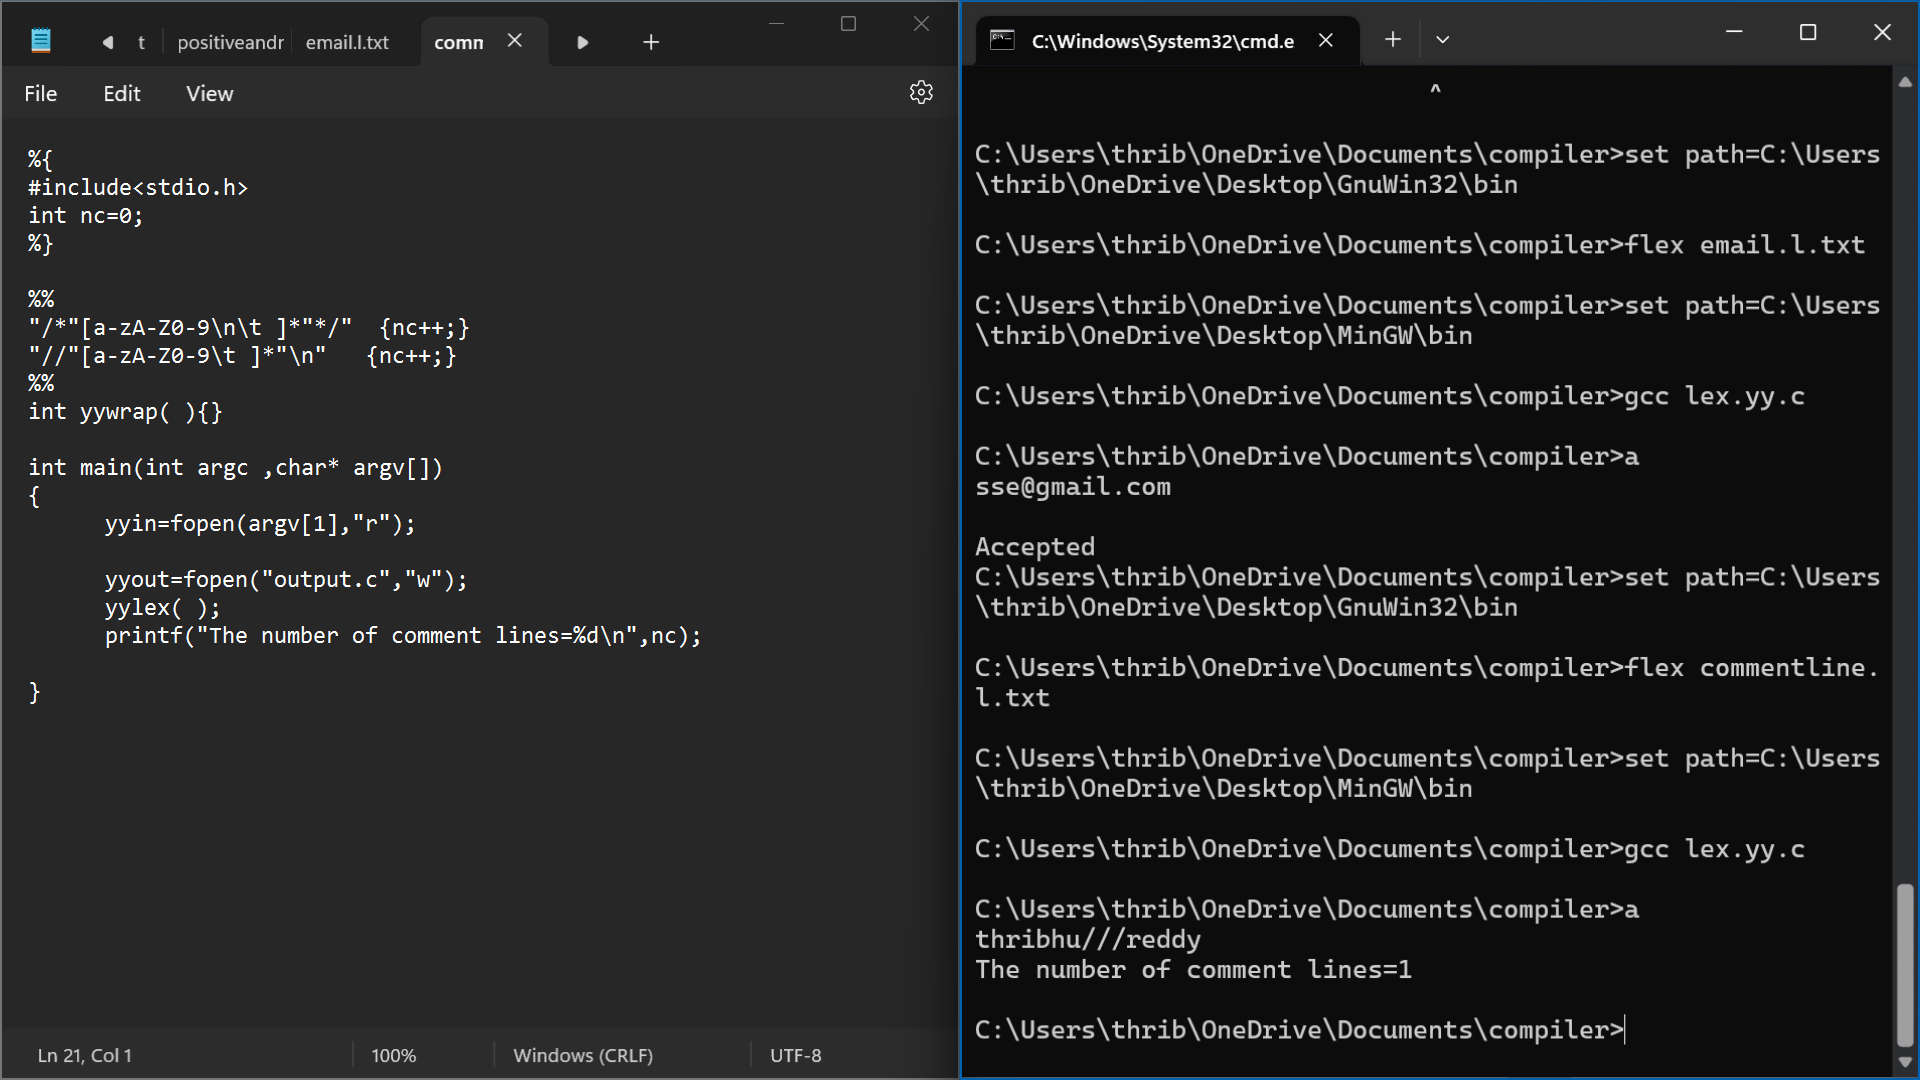 t
positiveandr
email.l.txt
comm
File
Edit
View
%{
#include<stdio.h>
int nc=0;
%}
%%
"/*"[a-zA-Z0-9\n\t ]*"*/"  {nc++;}
"//"[a-zA-Z0-9\t ]*"\n"   {nc++;}
%%
int yywrap( ){}
int main(int argc ,char* argv[])
{
yyin=fopen(argv[1],"r");
yyout=fopen("output.c","w");
yylex( );
printf("The number of comment lines=%d\n",nc);
}
Ln 21, Col 1
100%
Windows (CRLF)
UTF-8
C:\Windows\System32\cmd.e
^
C:\Users\thrib\OneDrive\Documents\compiler>set path=C:\Users
\thrib\OneDrive\Desktop\GnuWin32\bin
C:\Users\thrib\OneDrive\Documents\compiler>flex email.l.txt
C:\Users\thrib\OneDrive\Documents\compiler>set path=C:\Users
\thrib\OneDrive\Desktop\MinGW\bin
C:\Users\thrib\OneDrive\Documents\compiler>gcc lex.yy.c
C:\Users\thrib\OneDrive\Documents\compiler>a
sse@gmail.com
Accepted
C:\Users\thrib\OneDrive\Documents\compiler>set path=C:\Users
\thrib\OneDrive\Desktop\GnuWin32\bin
C:\Users\thrib\OneDrive\Documents\compiler>flex commentline.
l.txt
C:\Users\thrib\OneDrive\Documents\compiler>set path=C:\Users
\thrib\OneDrive\Desktop\MinGW\bin
C:\Users\thrib\OneDrive\Documents\compiler>gcc lex.yy.c
C:\Users\thrib\OneDrive\Documents\compiler>a
thribhu///reddy
The number of comment lines=1
C:\Users\thrib\OneDrive\Documents\compiler>